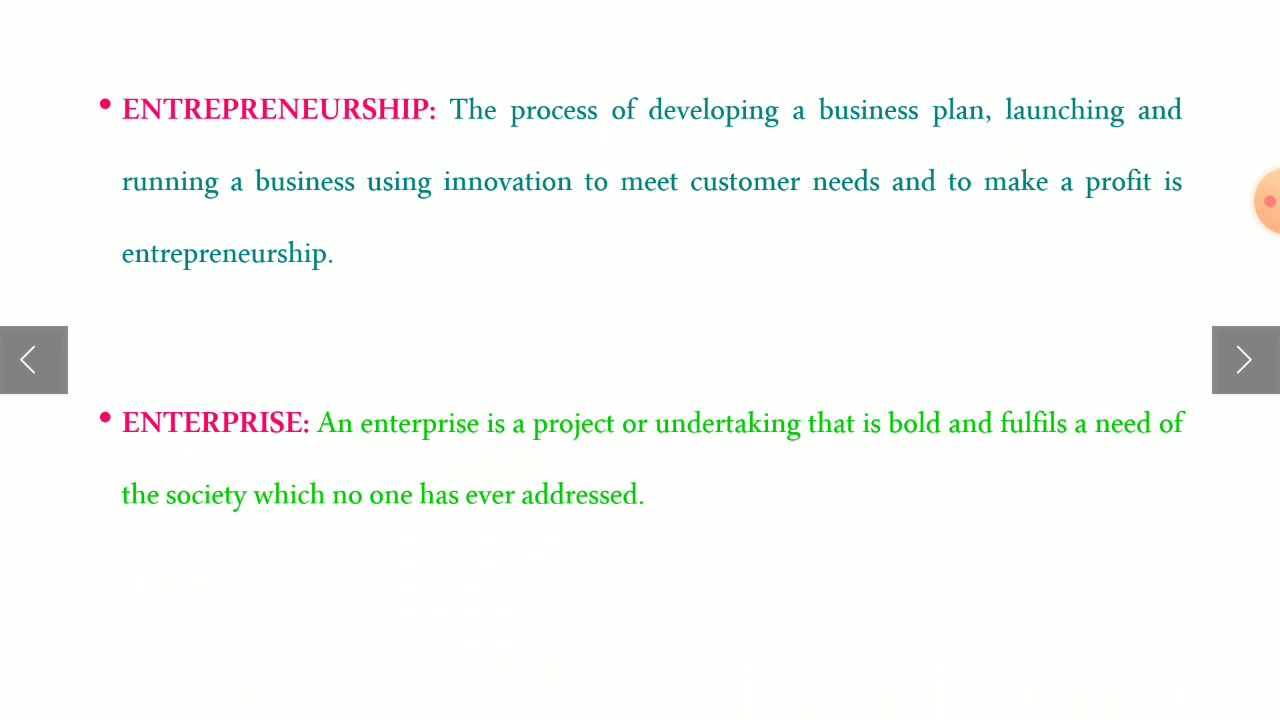 • ENTREPRENEURSHIP: The process of developing a business plan, launching and
running a business using innovation to meet customer needs and to make a profit is
entrepreneurship.
• ENTERPRISE: An enterprise is a project or undertaking that is bold and fulfils a need of
the society which no one has ever addressed.